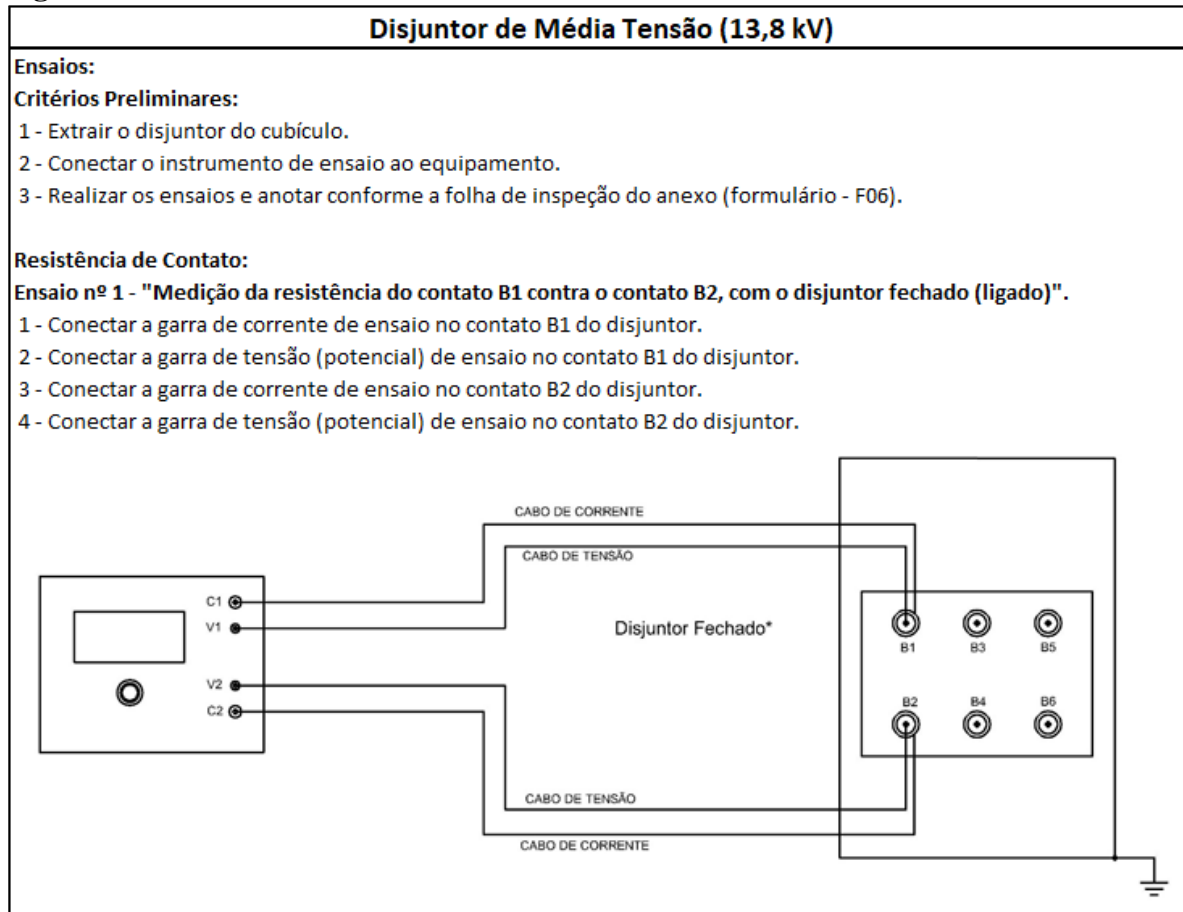 Disjuntor de Média Tensão (13,8 kV)
Ensaios:
Critérios Preliminares:
1 - Extrair o disjuntor do cubículo.
2 - Conectar o instrumento de ensaio ao equipamento.
3 - Realizar os ensaios e anotar conforme a folha de inspeção do anexo (formulário - F06).
Resistência de Contato:
Ensaio nº 1 - "Medição da resistência do contato B1 contra o contato B2, com o disjuntor fechado (ligado)".
1 - Conectar a garra de corrente de ensaio no contato B1 do disjuntor.
2 - Conectar a garra de tensão (potencial) de ensaio no contato B1 do disjuntor.
3 - Conectar a garra de corrente de ensaio no contato B2 do disjuntor.
4 - Conectar a garra de tensão (potencial) de ensaio no contato B2 do disjuntor.
CABO DE CORRENTE
CABO DE TENSÃO
C1
V1
Disjuntor Fechado*
B1 B3 B5
V2
C2
B2 B4 B6
CABO DE TENSÃO
CABO DE CORRENTE